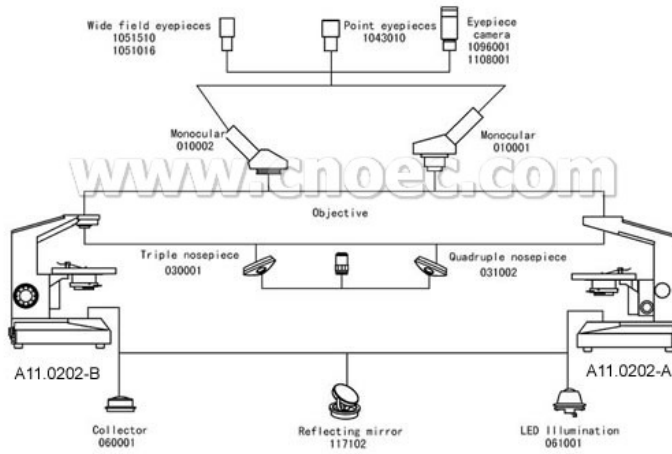 Wide field eyepieces
1051510
1051016
Point eyepieces
1043010
Eyepiece
camera
1096001
1108001
Monocular
010002
Monocular
010001
www.cnoec.com
Objective
Triple nosepiece
030001
Quadruple nosepiece
031002
A11.0202-B
A11.0202-A
Collector
060001
Reflecting mirror
117102
LED Illumination
061001